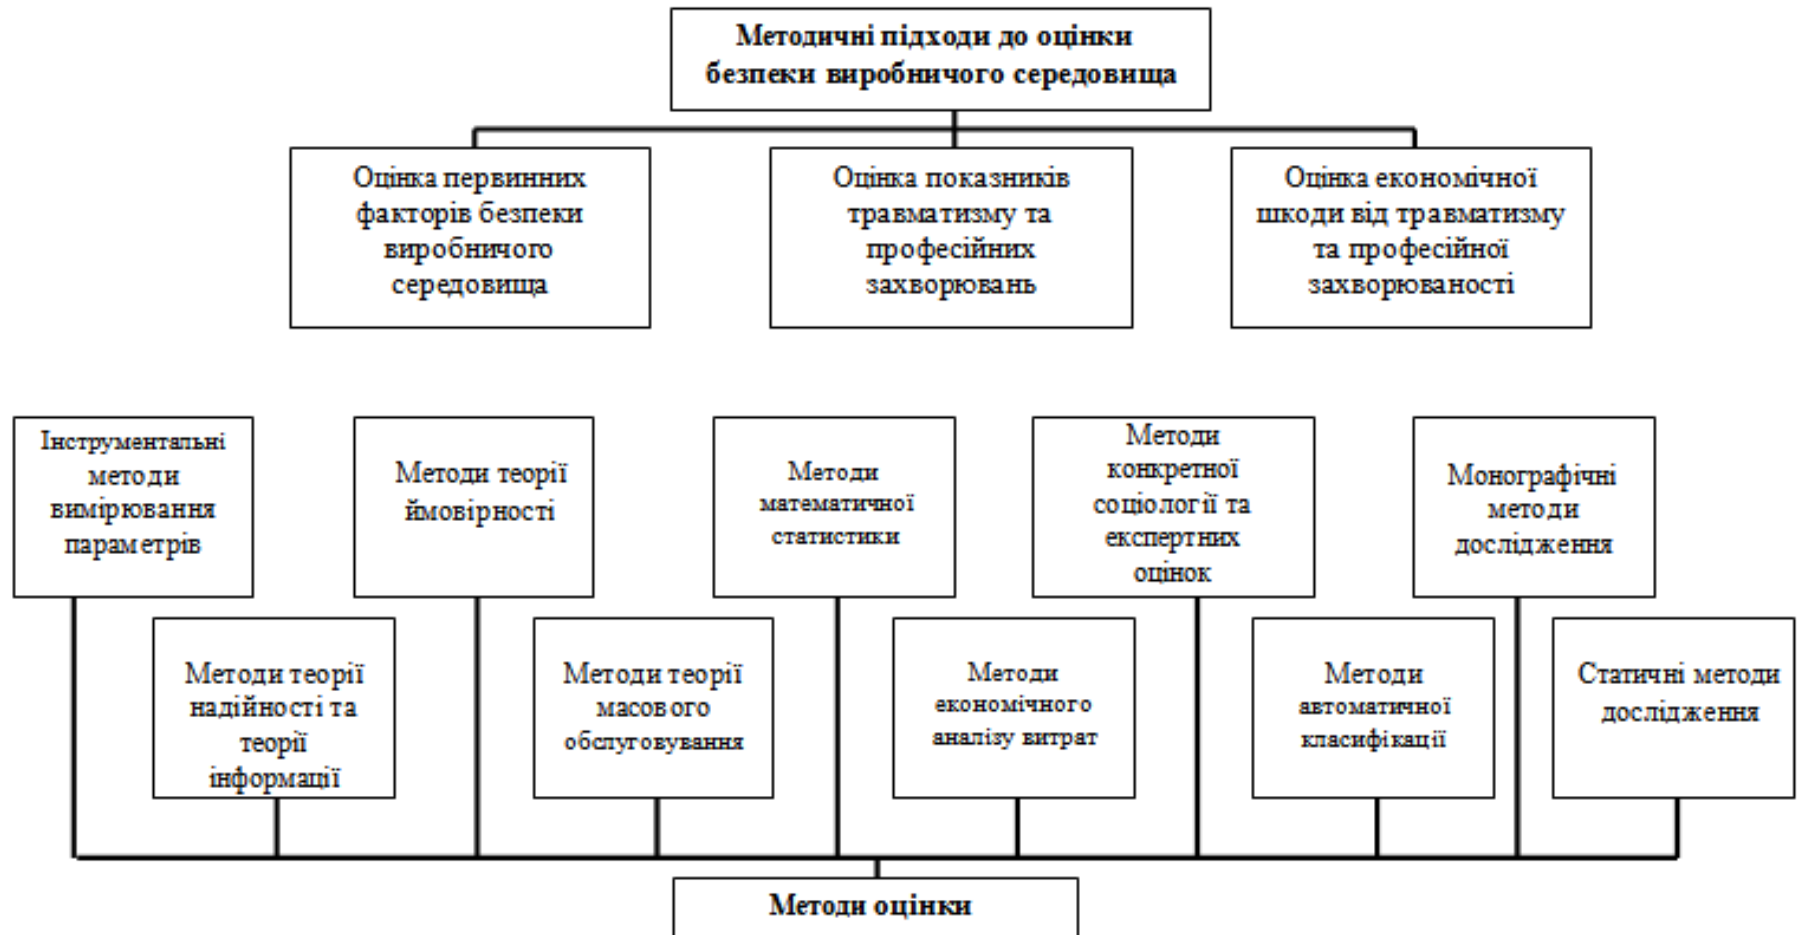 Методичні підходи до оцінки
безпеки виробничого середовища
Оцінка первинних
факторів безпеки
виробничого
середовища
Оцінка показників
травматизму та
професійних
захворювань
Оцінка економічної
шкоди від травматизму
та професійної
захворюваності
Інструментальні
методи
вимірювання
параметрів
Методи теорії
ймовірності
Методи
математичної
статистики
Методи
конкретної
соціології та
експертних
оцінок
Монографічні
методи
дослідження
Методи теорії
надійності та
теорії
інформації
Методи теорії
масового
обслуговування
Методи
економічного
аналізу витрат
Методи
автоматичної
класифікації
Статичні методи
дослідження
Методи оцінки